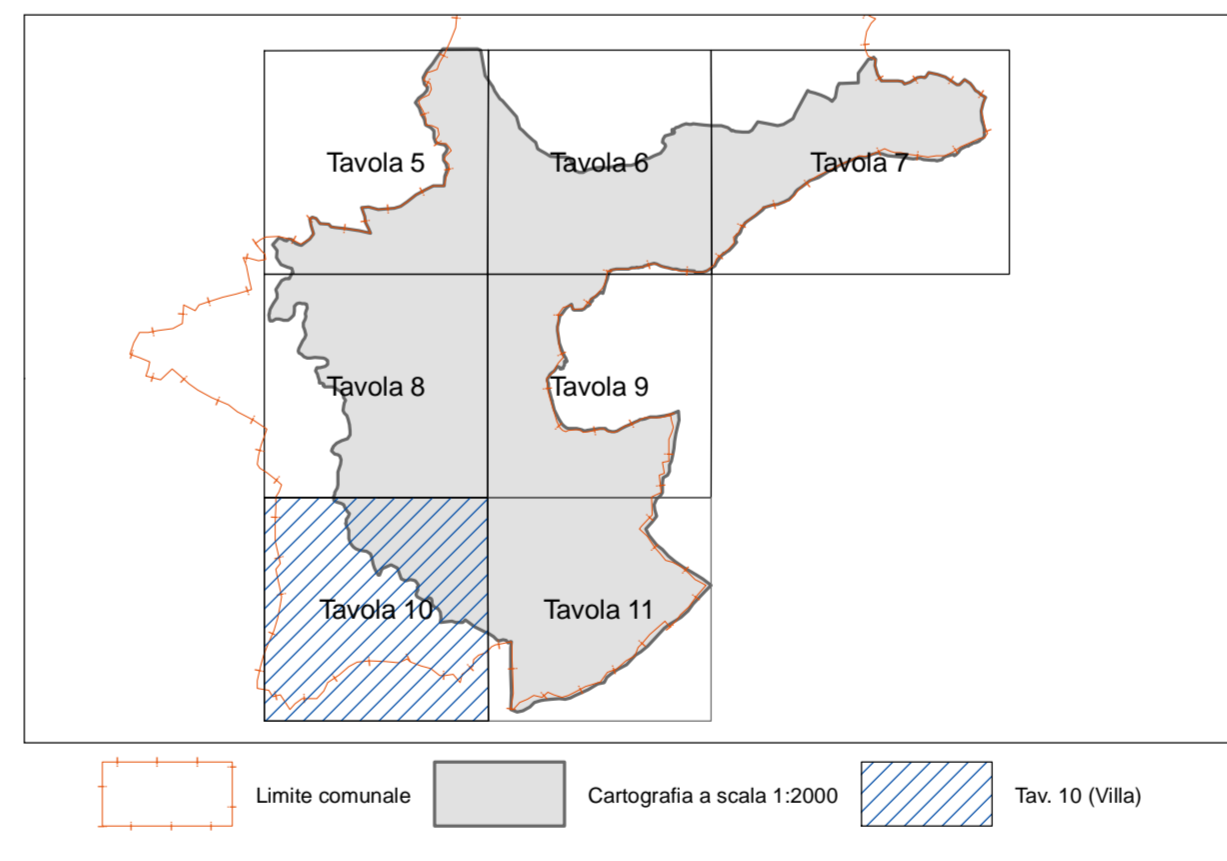 Tavola 5
Tavola 6
Tavola 7
Tavola 8
Tavola 9
Tavola 10
Tavola 11
Limite comunale
Cartografia a scala 1:2000
Tav. 10 (Villa)